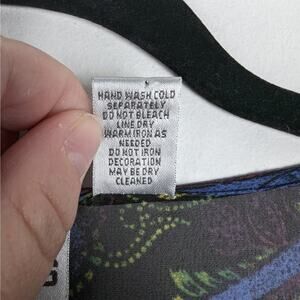 HAND WASH COLD
SEPARATELY
DO NOT BLEACH
LINE DRY
WARM IRON AS
NEEDED
DO NOT IRON
DECORATION
MAY BE DRY
CLEANED